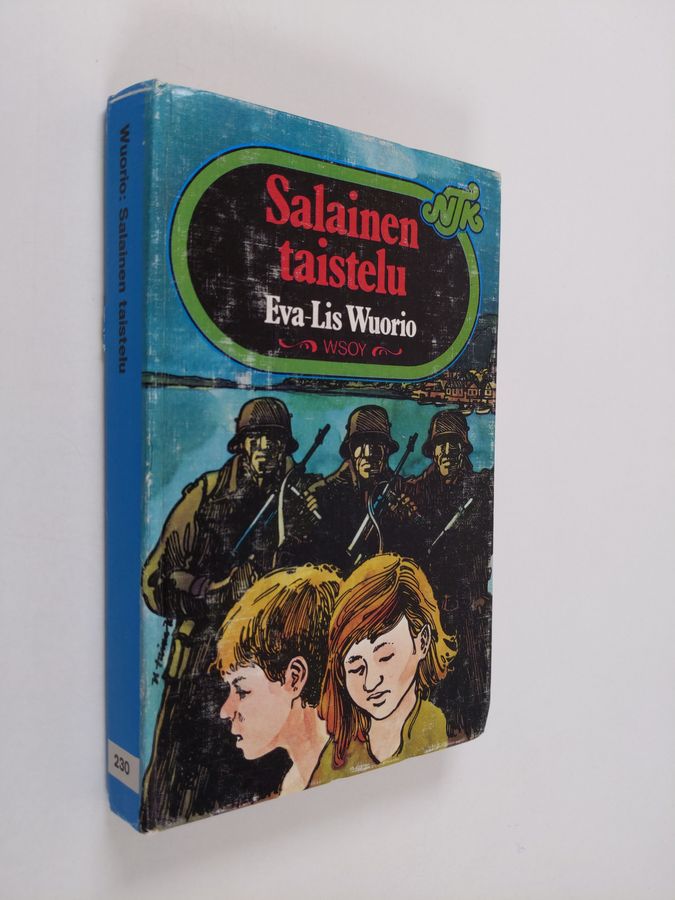 Wuorio: Salainen taistelu
230
NJK
Salainen
taistelu
Eva-Lis Wuorio
WSOY